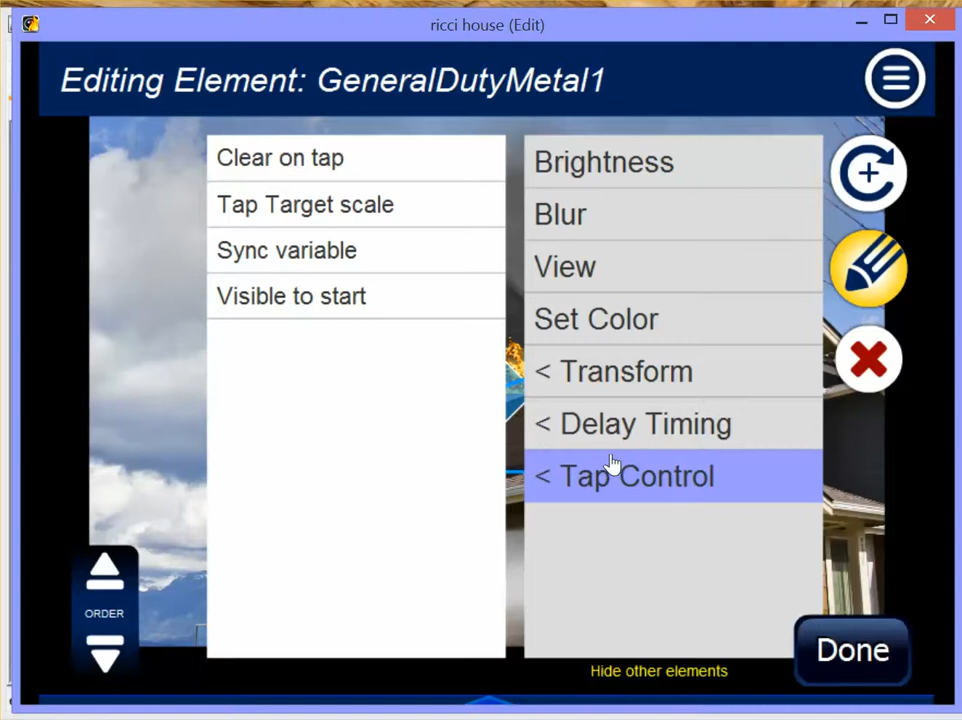 ricci house (Edit)
Editing Element: GeneralDutyMetal1
Clear on tap
Tap Target scale
Sync variable
Visible to start
Brightness
Blur
View
Set Color
< Transform
< Delay Timing
< Tap Control
ORDER
Hide other elements
Done